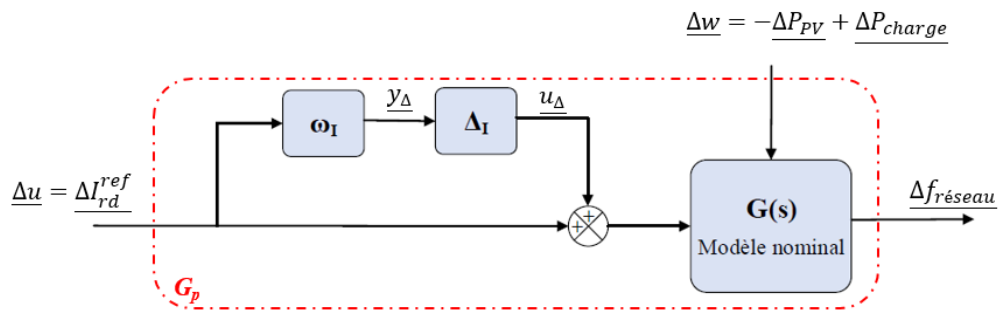 Δw = −ΔP_PV + ΔP_charge
y_Δ
u_Δ
ω_I
Δ_I
Δu = ΔI_rd^ref
+
+
G(s)
Modèle nominal
Δf_réseau
G_p